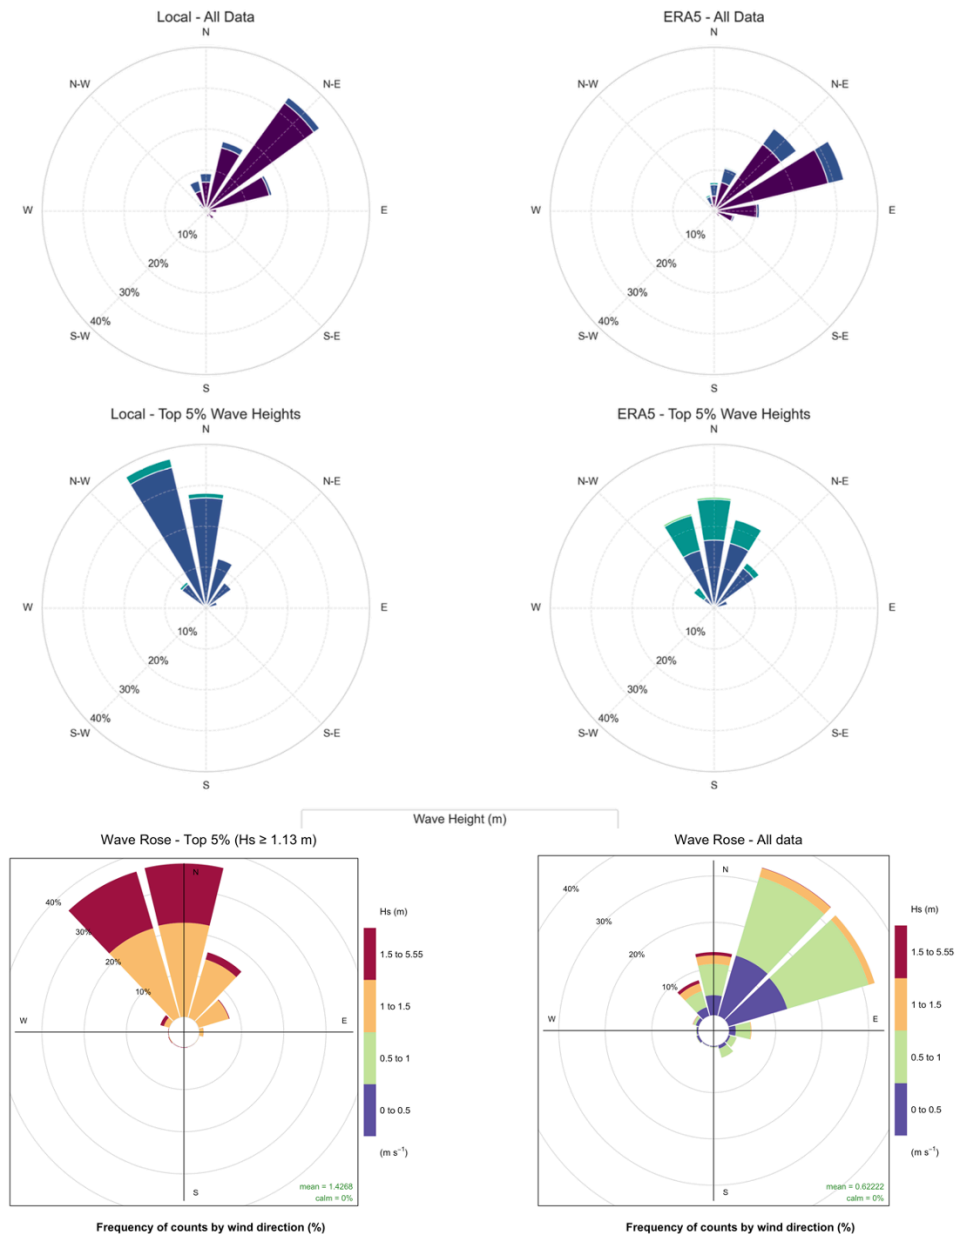 Local - All Data
N
N-W
N-E
W
E
10%
20%
30%
40%
S-W
S-E
S
ERA5 - All Data
N
N-W
N-E
W
E
10%
20%
30%
40%
S-W
S-E
S
Local - Top 5% Wave Heights
N
N-W
N-E
W
E
10%
20%
30%
40%
S-W
S-E
S
ERA5 - Top 5% Wave Heights
N
N-W
N-E
W
E
10%
20%
30%
40%
S-W
S-E
S
Wave Height (m)
Wave Rose - Top 5% (Hs ≥ 1.13 m)
N
40%
30%
20%
10%
W
E
S
mean = 1.4268
calm = 0%
Hs (m)
1.5 to 5.55
1 to 1.5
0.5 to 1
0 to 0.5
(m s⁻¹)
Frequency of counts by wind direction (%)
Wave Rose - All data
N
40%
30%
20%
10%
W
E
S
mean = 0.62222
calm = 0%
Hs (m)
1.5 to 5.55
1 to 1.5
0.5 to 1
0 to 0.5
(m s⁻¹)
Frequency of counts by wind direction (%)